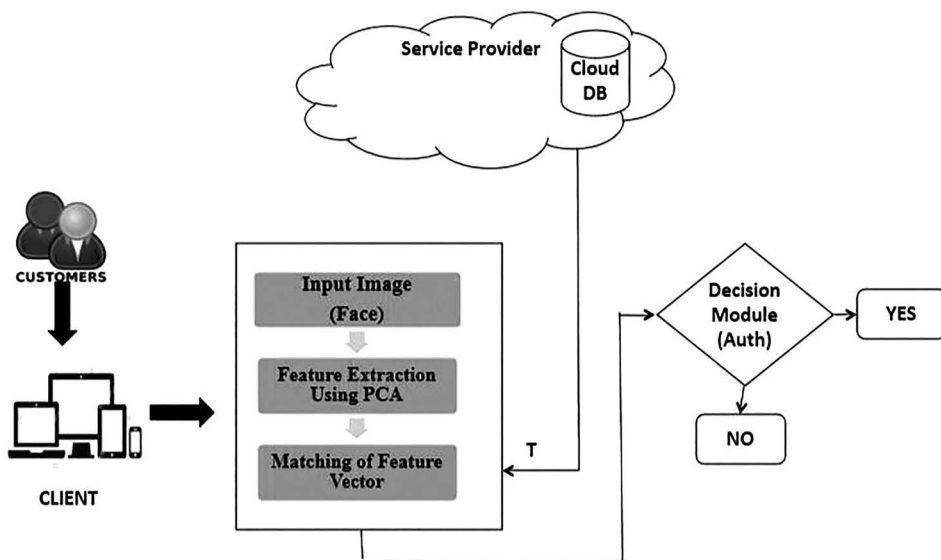 Service Provider
Cloud
DB
CUSTOMERS
CLIENT
Input Image
(Face)
Feature Extraction
Using PCA
Matching of Feature
Vector
T
Decision
Module
(Auth)
YES
NO